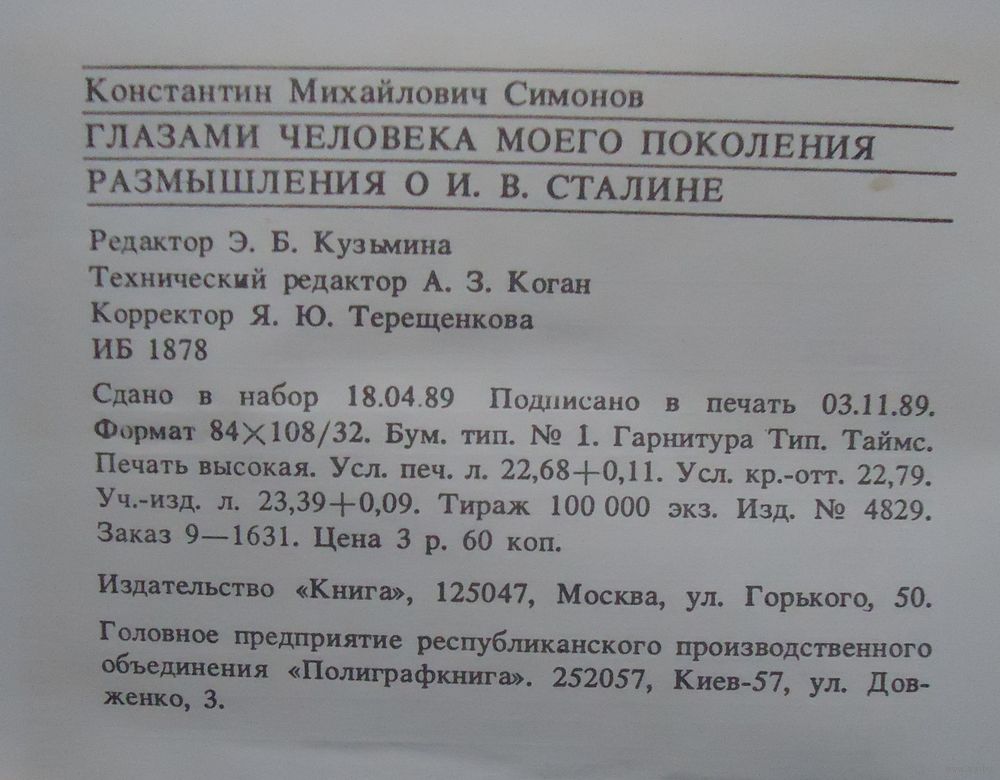 Константин Михайлович Симонов
ГЛАЗАМИ ЧЕЛОВЕКА МОЕГО ПОКОЛЕНИЯ
РАЗМЫШЛЕНИЯ О И. В. СТАЛИНЕ
Редактор Э. Б. Кузьмина
Технический редактор А. З. Коган
Корректор Я. Ю. Терещенкова
ИБ 1878
Сдано в набор 18.04.89 Подписано в печать 03.11.89.
Формат 84×108/32. Бум. тип. № 1. Гарнитура Тип. Таймс.
Печать высокая. Усл. печ. л. 22,68+0,11. Усл. кр.-отт. 22,79.
Уч.-изд. л. 23,39+0,09. Тираж 100 000 экз. Изд. № 4829.
Заказ 9—1631. Цена 3 р. 60 коп.
Издательство «Книга», 125047, Москва, ул. Горького, 50.
Головное предприятие республиканского производственного
объединения «Полиграфкнига». 252057, Киев-57, ул. Дов-
женко, 3.